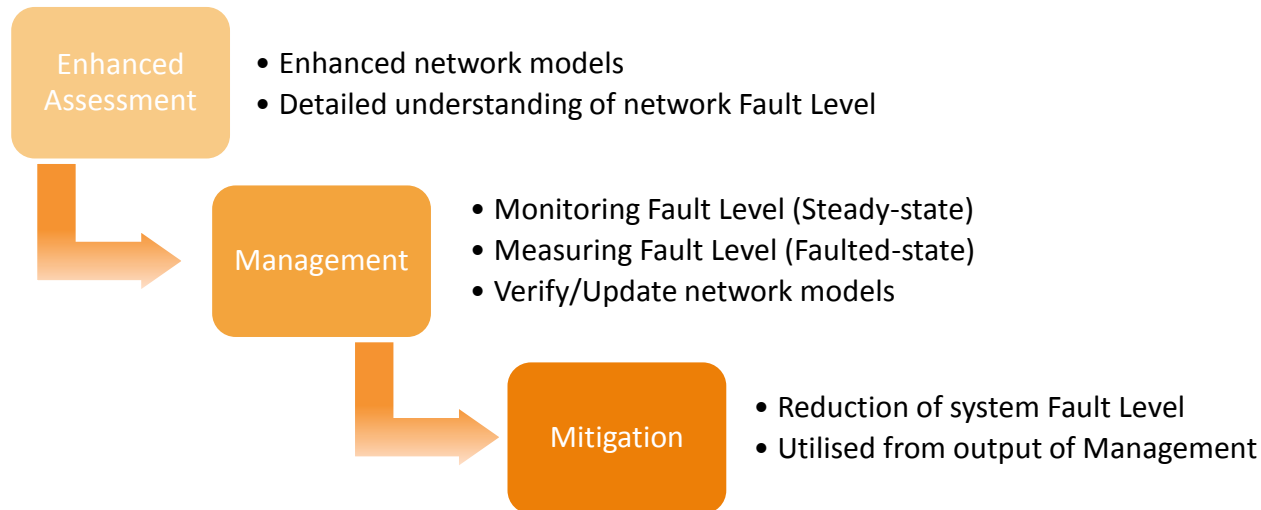 Enhanced
Assessment
• Enhanced network models
• Detailed understanding of network Fault Level
Management
• Monitoring Fault Level (Steady-state)
• Measuring Fault Level (Faulted-state)
• Verify/Update network models
Mitigation
• Reduction of system Fault Level
• Utilised from output of Management